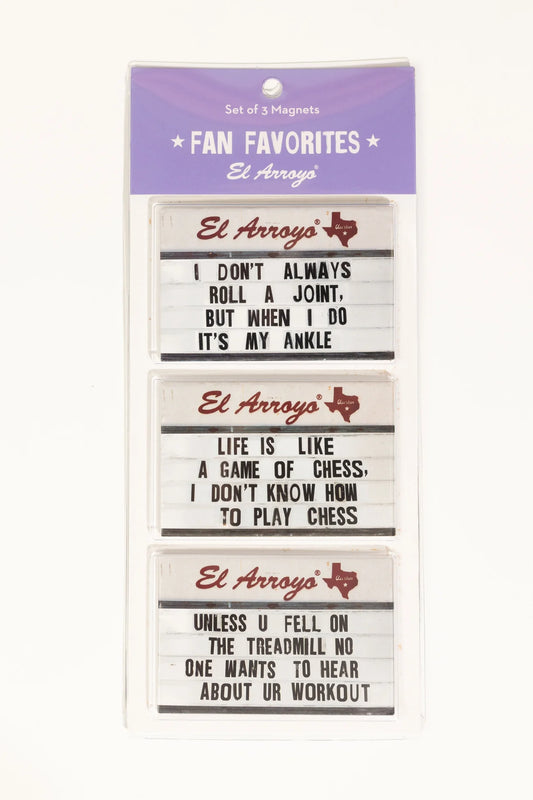 Set of 3 Magnets
★ FAN FAVORITES ★
El Arroyo®
El Arroyo®
I DON'T ALWAYS
ROLL A JOINT,
BUT WHEN I DO
IT'S MY ANKLE
El Arroyo®
LIFE IS LIKE
A GAME OF CHESS,
I DON'T KNOW HOW
TO PLAY CHESS
El Arroyo®
UNLESS U FELL ON
THE TREADMILL NO
ONE WANTS TO HEAR
ABOUT UR WORKOUT